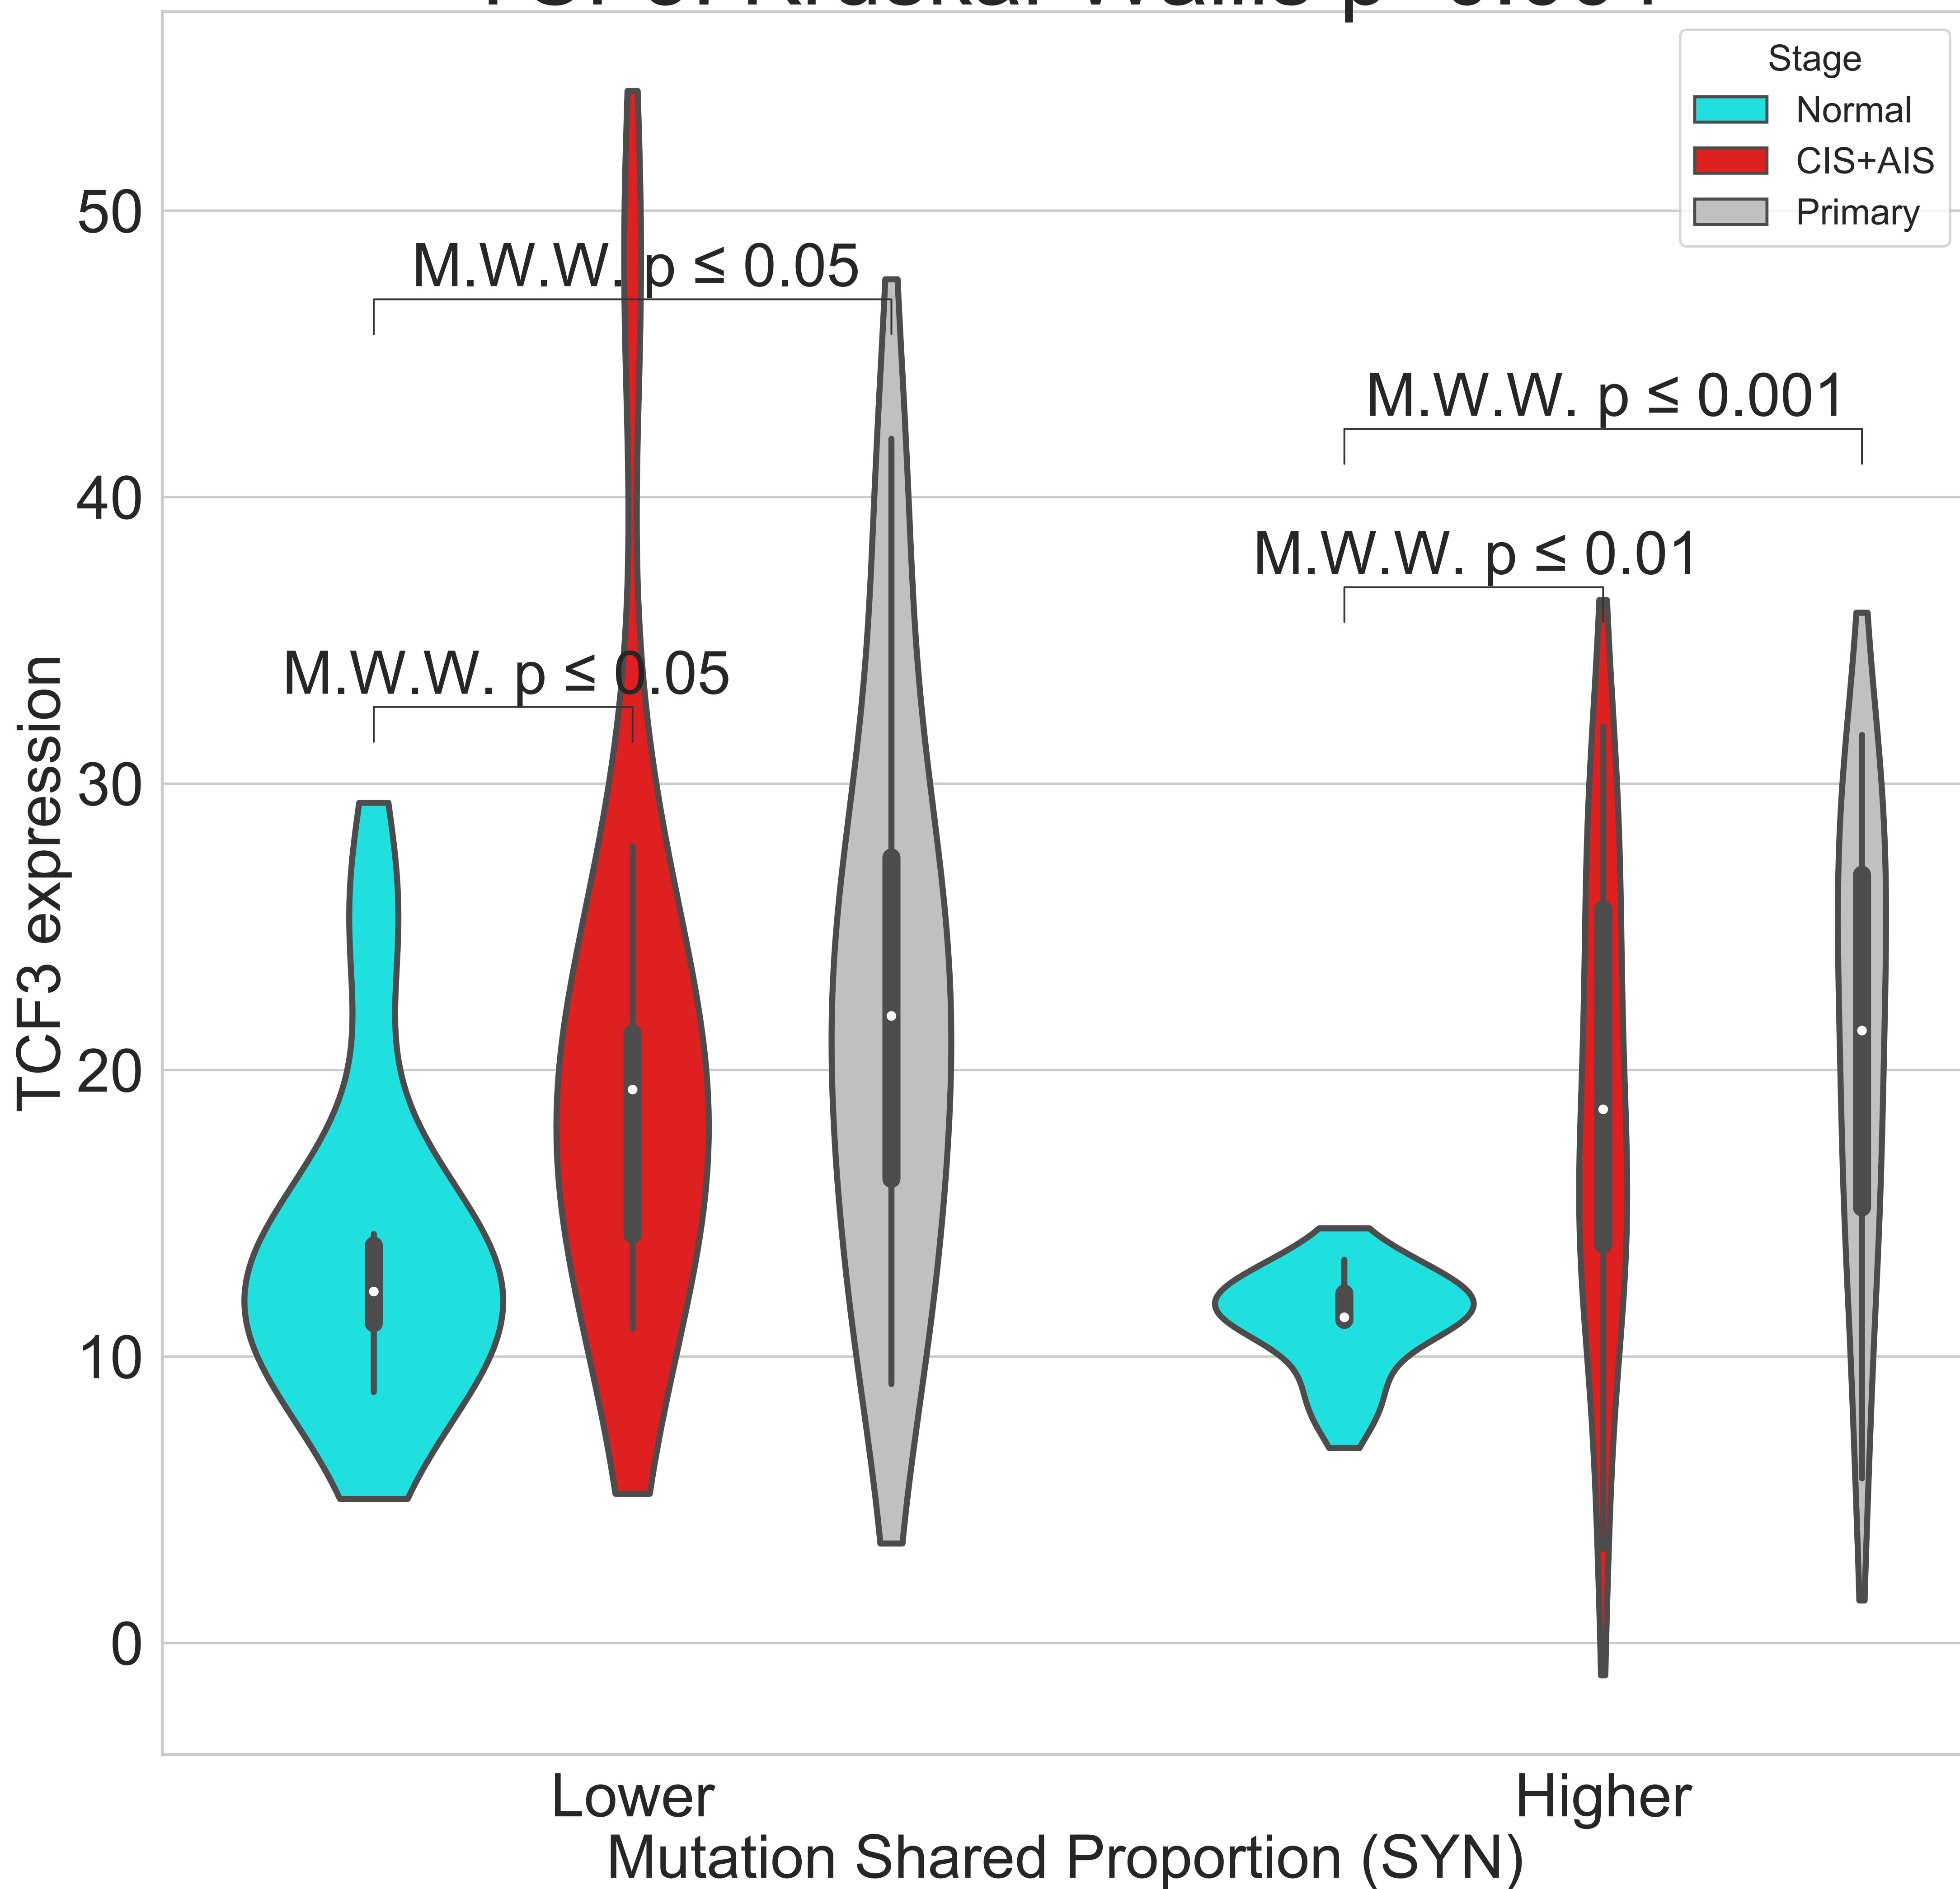 Stage
Normal
CIS+AIS
Primary
50
40
30
20
10
0
TCF3 expression
M.W.W. p ≤ 0.05
M.W.W. p ≤ 0.001
M.W.W. p ≤ 0.01
M.W.W. p ≤ 0.05
Lower
Higher
Mutation Shared Proportion (SYN)